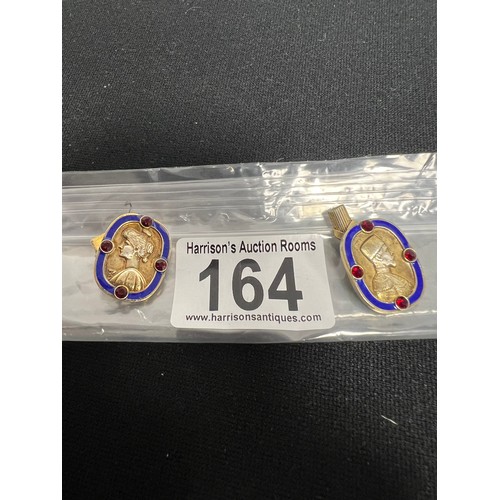 Harrison's Auction Rooms
164
www.harrisonsantiques.com